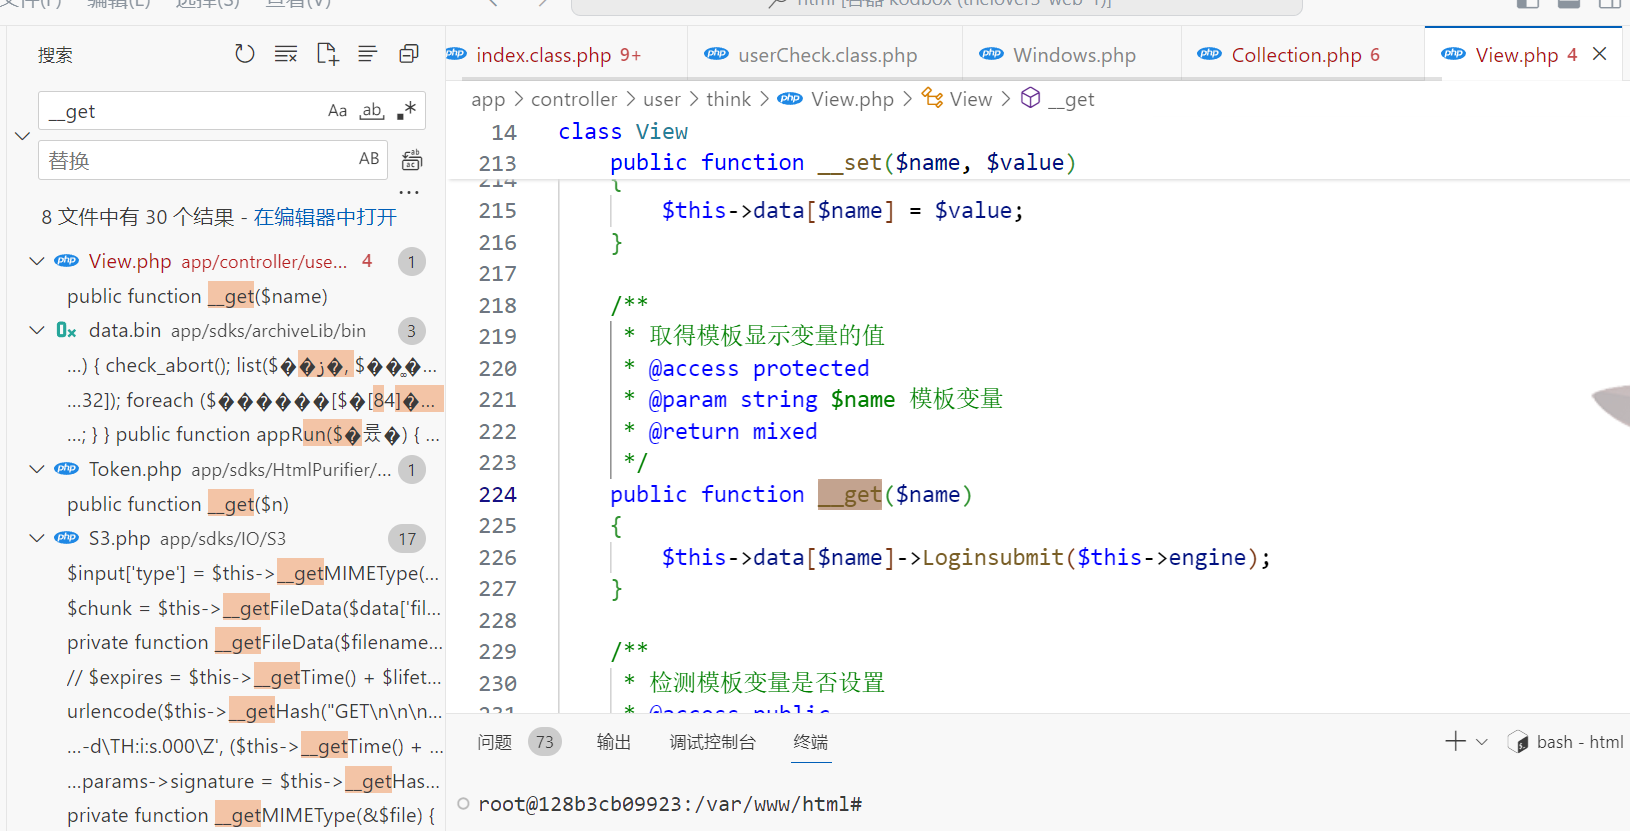 文件(F) 编辑(E) 选择(S) 查看(V) html [容器 kodbox (thelover3-web-1)]
搜索
index.class.php 9+ userCheck.class.php Windows.php Collection.php 6 View.php 4
app > controller > user > think > View.php > View > __get
__get Aa ab
替换 AB
8 文件中有 30 个结果 - 在编辑器中打开
View.php app/controller/use... 4 1
public function __get($name)
data.bin app/sdks/archiveLib/bin 3
...) { check_abort(); list($
...32]); foreach ($
...; } } public function appRun($
Token.php app/sdks/HtmlPurifier/... 1
public function __get($n)
S3.php app/sdks/IO/S3 17
$input['type'] = $this->__getMIMEType(...
$chunk = $this->__getFileData($data['fil...
private function __getFileData($filename...
// $expires = $this->__getTime() + $lifet...
urlencode($this->__getHash("GET\n\n\n...
...-d\TH:i:s.000\Z', ($this->__getTime() + ...
...params->signature = $this->__getHas...
private function __getMIMEType(&$file) {
14 class View
213 public function __set($name, $value)
214 {
215 $this->data[$name] = $value;
216 }
217
218 /**
219 * 取得模板显示变量的值
220 * @access protected
221 * @param string $name 模板变量
222 * @return mixed
223 */
224 public function __get($name)
225 {
226 $this->data[$name]->Loginsubmit($this->engine);
227 }
228
229 /**
230 * 检测模板变量是否设置
231 * @access public
问题 73 输出 调试控制台 终端 bash - html
root@128b3cb09923:/var/www/html#